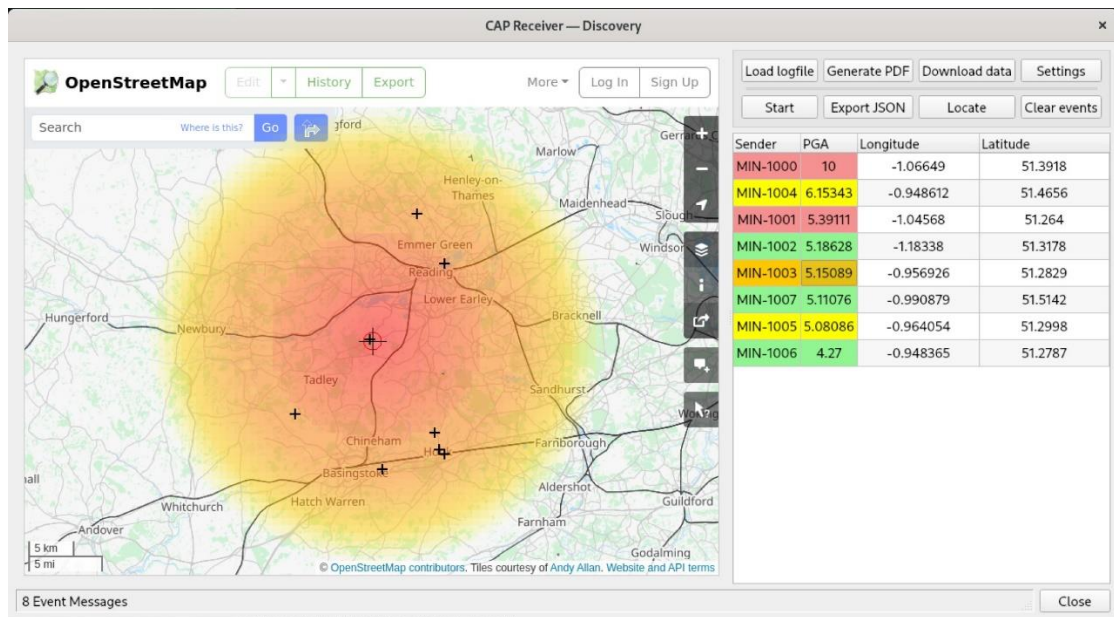 CAP Receiver — Discovery
×
OpenStreetMap
Edit
History
Export
More
Log In
Sign Up
Search
Where is this?
Go
Marlow
Henley-on-
Thames
Maidenhead
Slough
Windsor
Emmer Green
Reading
Lower Earley
Hungerford
Newbury
Bracknell
Tadley
Sandhurst
Chineham
Farnborough
Basingstoke
Aldershot
Hatch Warren
Guildford
Whitchurch
Farnham
Andover
Godalming
5 km
5 mi
© OpenStreetMap contributors. Tiles courtesy of Andy Allan. Website and API terms
Load logfile
Generate PDF
Download data
Settings
Start
Export JSON
Locate
Clear events
Sender PGA Longitude Latitude
MIN-1000 10 -1.06649 51.3918
MIN-1004 6.15343 -0.948612 51.4656
MIN-1001 5.39111 -1.04568 51.264
MIN-1002 5.18628 -1.18338 51.3178
MIN-1003 5.15089 -0.956926 51.2829
MIN-1007 5.11076 -0.990879 51.5142
MIN-1005 5.08086 -0.964054 51.2998
MIN-1006 4.27 -0.948365 51.2787
8 Event Messages
Close